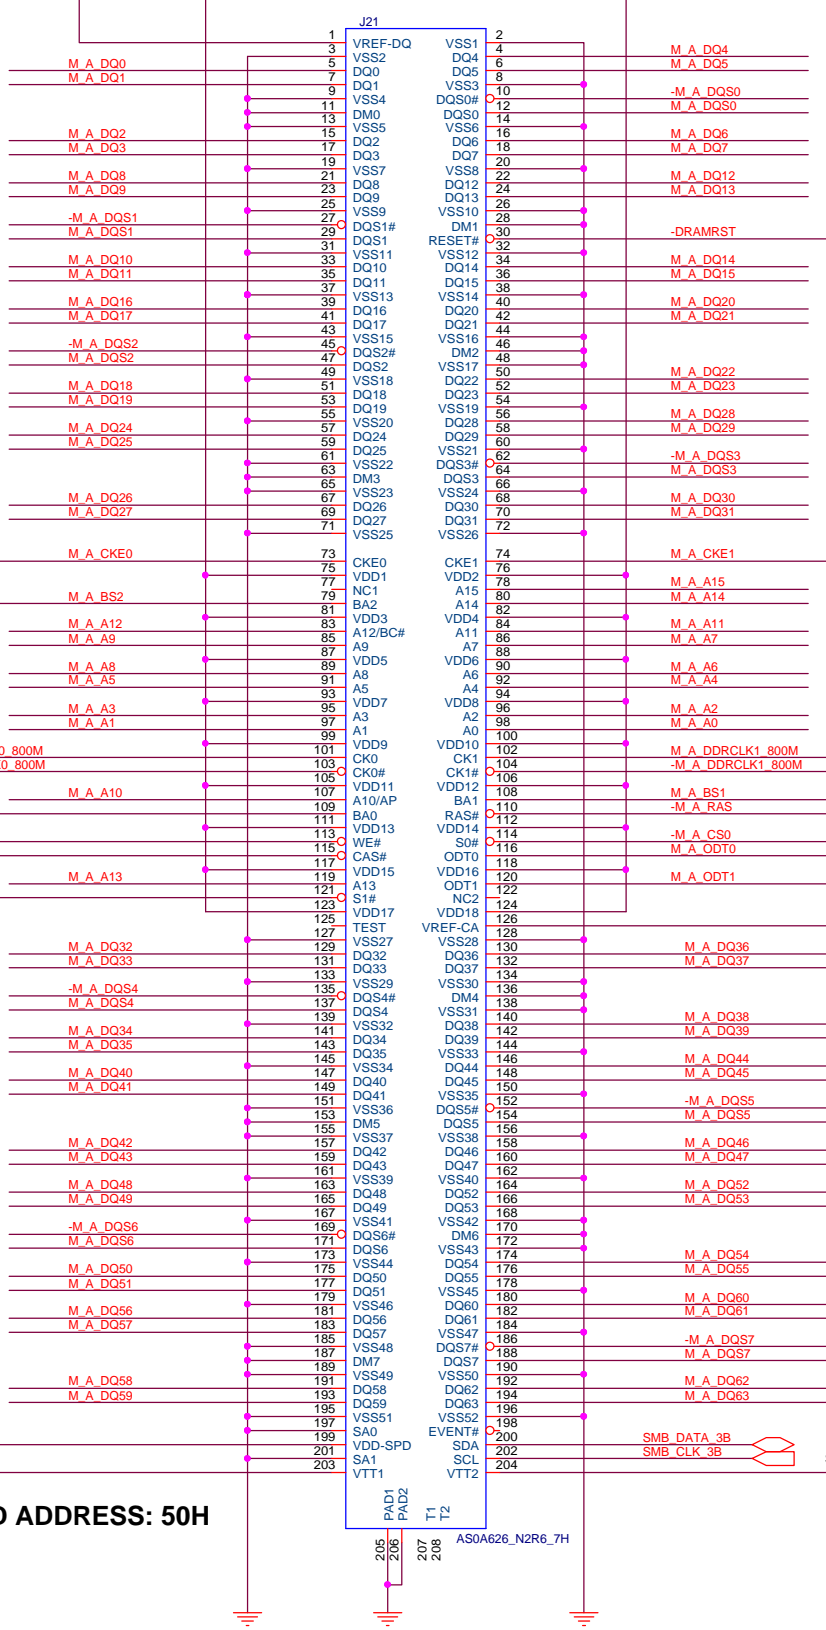 J21
1 VREF-DQ VSS1 2
3 VSS2 DQ4 4 M_A_DQ4
M_A_DQ0 5 DQ0 DQ5 6 M_A_DQ5
M_A_DQ1 7 DQ1 VSS3 8
9 VSS4 DQS0# 10 -M_A_DQS0
11 DM0 DQS0 12 M_A_DQS0
13 VSS5 VSS6 14
M_A_DQ2 15 DQ2 DQ6 16 M_A_DQ6
M_A_DQ3 17 DQ3 DQ7 18 M_A_DQ7
19 VSS7 VSS8 20
M_A_DQ8 21 DQ8 DQ12 22 M_A_DQ12
M_A_DQ9 23 DQ9 DQ13 24 M_A_DQ13
25 VSS9 VSS10 26
-M_A_DQS1 27 DQS1# DM1 28
M_A_DQS1 29 DQS1 RESET# 30 -DRAMRST
31 VSS11 VSS12 32
M_A_DQ10 33 DQ10 DQ14 34 M_A_DQ14
M_A_DQ11 35 DQ11 DQ15 36 M_A_DQ15
37 VSS13 VSS14 38
M_A_DQ16 39 DQ16 DQ20 40 M_A_DQ20
M_A_DQ17 41 DQ17 DQ21 42 M_A_DQ21
43 VSS15 VSS16 44
-M_A_DQS2 45 DQS2# DM2 46
M_A_DQS2 47 DQS2 VSS17 48
49 VSS18 DQ22 50 M_A_DQ22
M_A_DQ18 51 DQ18 DQ23 52 M_A_DQ23
M_A_DQ19 53 DQ19 VSS19 54
55 VSS20 DQ28 56 M_A_DQ28
M_A_DQ24 57 DQ24 DQ29 58 M_A_DQ29
M_A_DQ25 59 DQ25 VSS21 60
61 VSS22 DQS3# 62 -M_A_DQS3
63 DM3 DQS3 64 M_A_DQS3
65 VSS23 VSS24 66
M_A_DQ26 67 DQ26 DQ30 68 M_A_DQ30
M_A_DQ27 69 DQ27 DQ31 70 M_A_DQ31
71 VSS25 VSS26 72
M_A_CKE0 73 CKE0 CKE1 74 M_A_CKE1
75 VDD1 VDD2 76
77 NC1 A15 78 M_A_A15
M_A_BS2 79 BA2 A14 80 M_A_A14
81 VDD3 VDD4 82
M_A_A12 83 A12/BC# A11 84 M_A_A11
M_A_A9 85 A9 A7 86 M_A_A7
87 VDD5 VDD6 88
M_A_A8 89 A8 A6 90 M_A_A6
M_A_A5 91 A5 A4 92 M_A_A4
93 VDD7 VDD8 94
M_A_A3 95 A3 A2 96 M_A_A2
M_A_A1 97 A1 A0 98 M_A_A0
99 VDD9 VDD10 100
0_800M 101 CK0 CK1 102 M_A_DDRCLK1_800M
0_800M 103 CK0# CK1# 104 -M_A_DDRCLK1_800M
105 VDD11 VDD12 106
M_A_A10 107 A10/AP BA1 108 M_A_BS1
109 BA0 RAS# 110 -M_A_RAS
111 VDD13 VDD14 112
113 WE# S0# 114 -M_A_CS0
115 CAS# ODT0 116 M_A_ODT0
117 VDD15 VDD16 118
M_A_A13 119 A13 ODT1 120 M_A_ODT1
121 S1# NC2 122
123 VDD17 VDD18 124
125 TEST VREF-CA 126
127 VSS27 VSS28 128
M_A_DQ32 129 DQ32 DQ36 130 M_A_DQ36
M_A_DQ33 131 DQ33 DQ37 132 M_A_DQ37
133 VSS29 VSS30 134
-M_A_DQS4 135 DQS4# DM4 136
M_A_DQS4 137 DQS4 VSS31 138
139 VSS32 DQ38 140 M_A_DQ38
M_A_DQ34 141 DQ34 DQ39 142 M_A_DQ39
M_A_DQ35 143 DQ35 VSS33 144
145 VSS34 DQ44 146 M_A_DQ44
M_A_DQ40 147 DQ40 DQ45 148 M_A_DQ45
M_A_DQ41 149 DQ41 VSS35 150
151 VSS36 DQS5# 152 -M_A_DQS5
153 DM5 DQS5 154 M_A_DQS5
155 VSS37 VSS38 156
M_A_DQ42 157 DQ42 DQ46 158 M_A_DQ46
M_A_DQ43 159 DQ43 DQ47 160 M_A_DQ47
161 VSS39 VSS40 162
M_A_DQ48 163 DQ48 DQ52 164 M_A_DQ52
M_A_DQ49 165 DQ49 DQ53 166 M_A_DQ53
167 VSS41 VSS42 168
-M_A_DQS6 169 DQS6# DM6 170
M_A_DQS6 171 DQS6 VSS43 172
173 VSS44 DQ54 174 M_A_DQ54
M_A_DQ50 175 DQ50 DQ55 176 M_A_DQ55
M_A_DQ51 177 DQ51 VSS45 178
179 VSS46 DQ60 180 M_A_DQ60
M_A_DQ56 181 DQ56 DQ61 182 M_A_DQ61
M_A_DQ57 183 DQ57 VSS47 184
185 VSS48 DQS7# 186 -M_A_DQS7
187 DM7 DQS7 188 M_A_DQS7
189 VSS49 VSS50 190
M_A_DQ58 191 DQ58 DQ62 192 M_A_DQ62
M_A_DQ59 193 DQ59 DQ63 194 M_A_DQ63
195 VSS51 VSS52 196
197 SA0 EVENT# 198
199 VDD-SPD SDA 200 SMB_DATA_3B
201 SA1 SCL 202 SMB_CLK_3B
203 VTT1 VTT2 204
PAD1 PAD2 T1 T2
ADDRESS: 50H
AS0A626_N2R6_7H
205 206 207 208